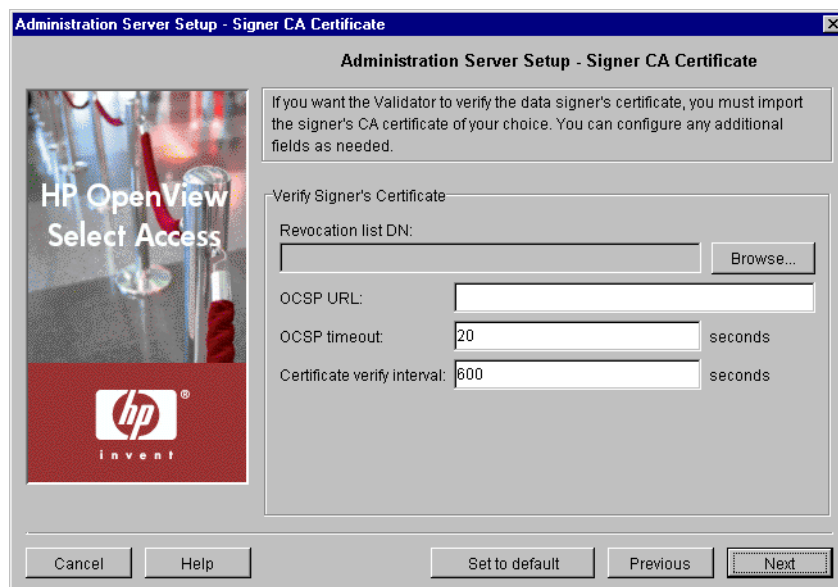 Administration Server Setup - Signer CA Certificate
Administration Server Setup - Signer CA Certificate
HP OpenView
Select Access
hp
®
invent
If you want the Validator to verify the data signer's certificate, you must import
the signer's CA certificate of your choice. You can configure any additional
fields as needed.
Verify Signer's Certificate
Revocation list DN:
Browse...
OCSP URL:
OCSP timeout: 20 seconds
Certificate verify interval: 600 seconds
Cancel Help Set to default Previous Next